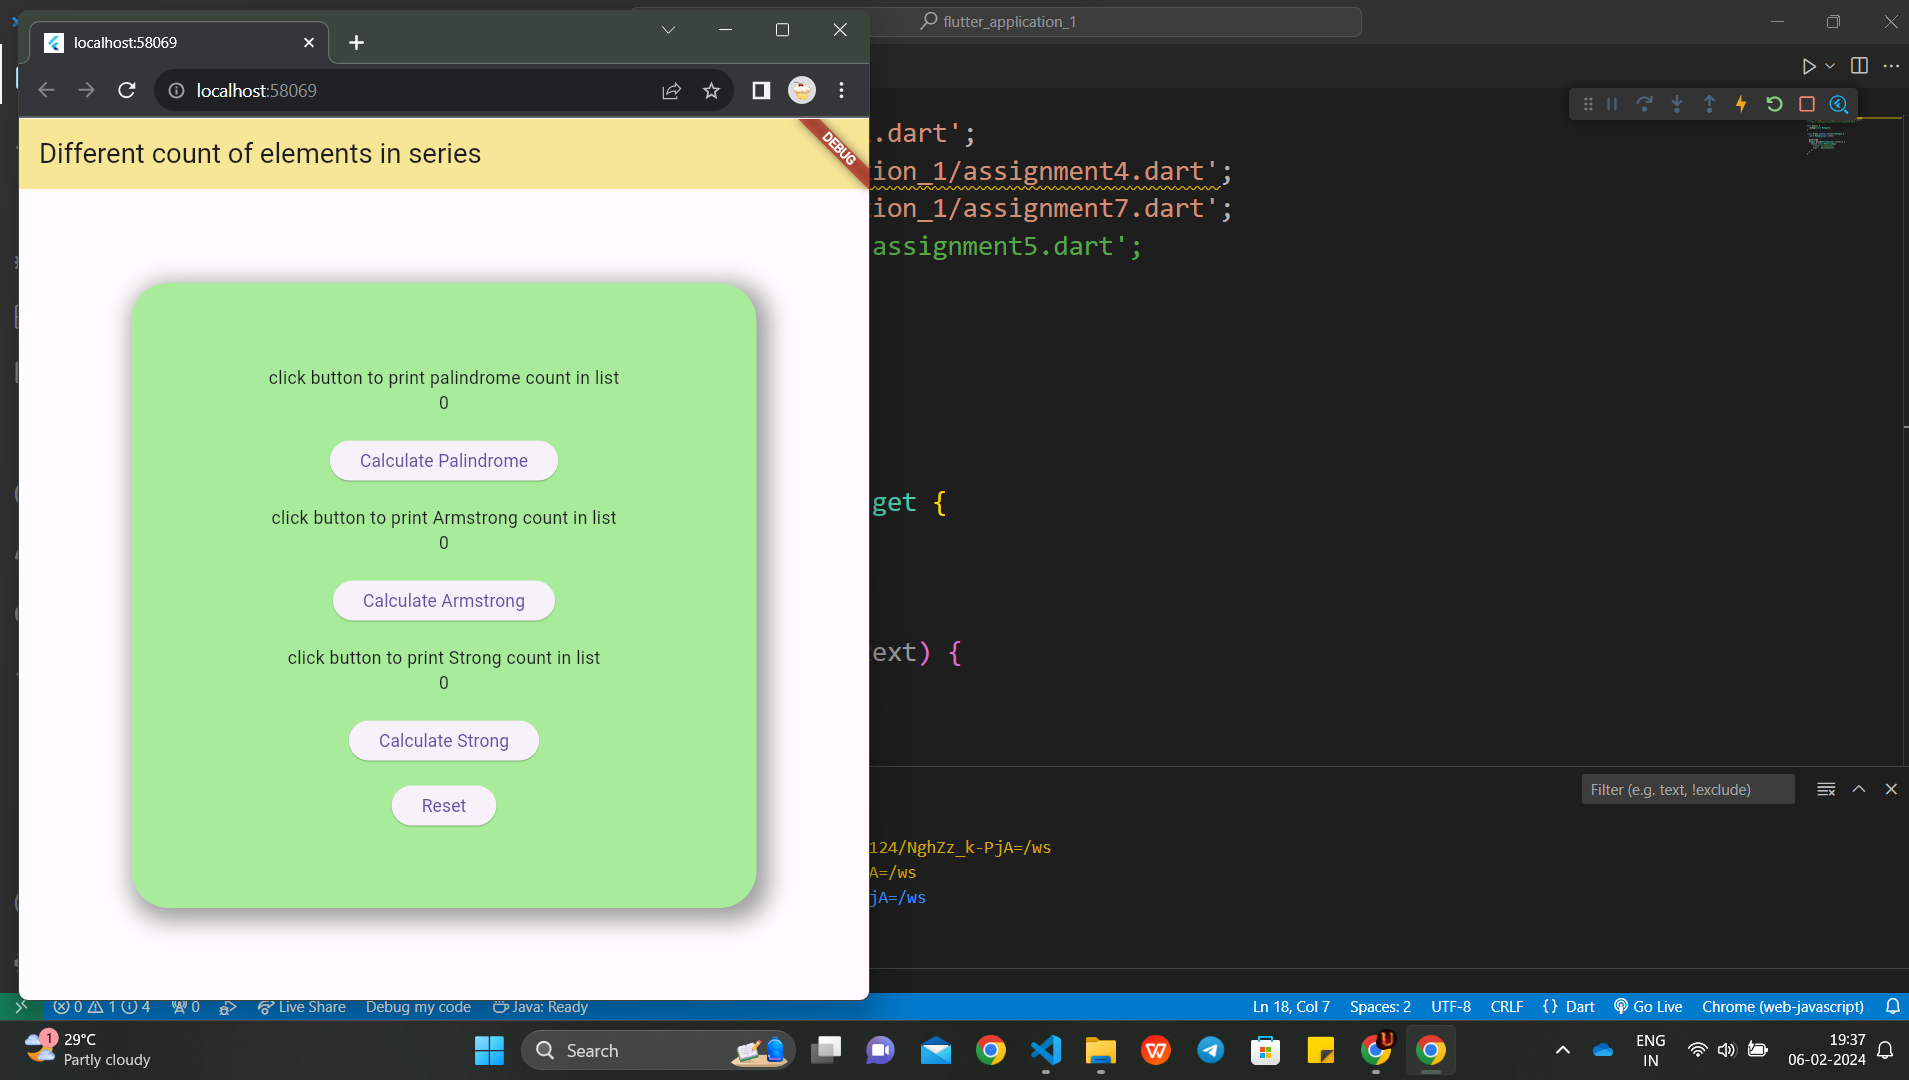 flutter_application_1
localhost:58069
localhost:58069
Different count of elements in series
DEBUG
.dart';
ion_1/assignment4.dart';
ion_1/assignment7.dart';
assignment5.dart';
click button to print palindrome count in list
0
Calculate Palindrome
click button to print Armstrong count in list
0
Calculate Armstrong
click button to print Strong count in list
0
Calculate Strong
Reset
get {
ext) {
Filter (e.g. text, !exclude)
124/NghZz_k-PjA=/ws
A=/ws
jA=/ws
0 1 4 0 Live Share Debug my code Java: Ready Ln 18, Col 7 Spaces: 2 UTF-8 CRLF {} Dart Go Live Chrome (web-javascript)
1 29°C
Partly cloudy
Search
W
U
ENG
IN
19:37
06-02-2024